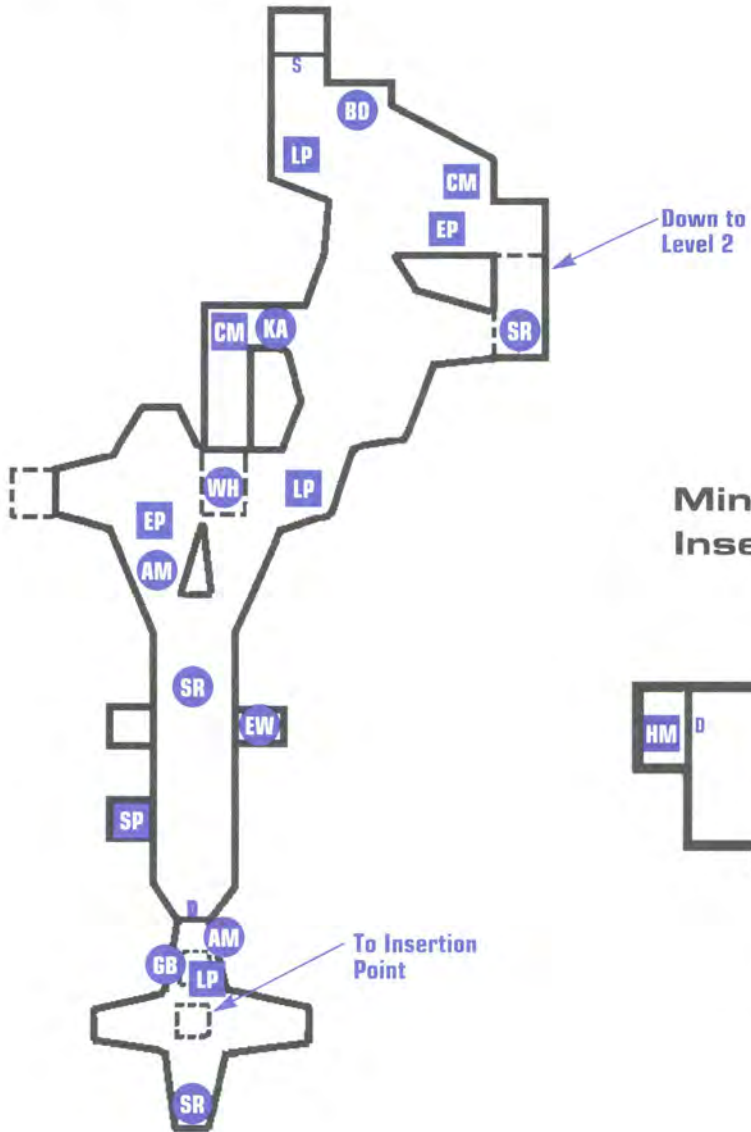 S
BD
LP
CM
EP
Down to
Level 2
CM
KA
SR
WH
LP
EP
AM
SR
EW
SP
Min
Inse
HM
D
D
AM
GB
LP
To Insertion
Point
SR